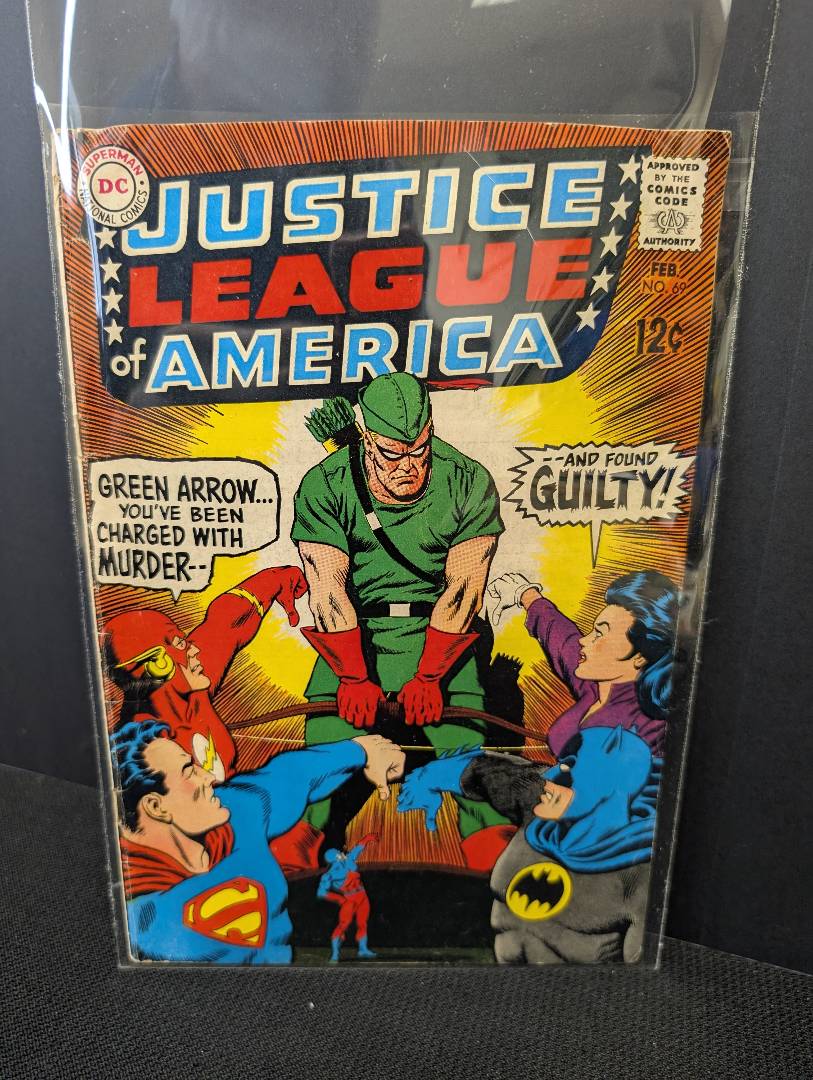 SUPERMAN
DC
NATIONAL COMICS
JUSTICE
LEAGUE
of AMERICA
APPROVED
BY THE
COMICS
CODE
CA
AUTHORITY
FEB.
NO. 69
12¢
GREEN ARROW...
YOU'VE BEEN
CHARGED WITH
MURDER--
--AND FOUND
GUILTY!
S